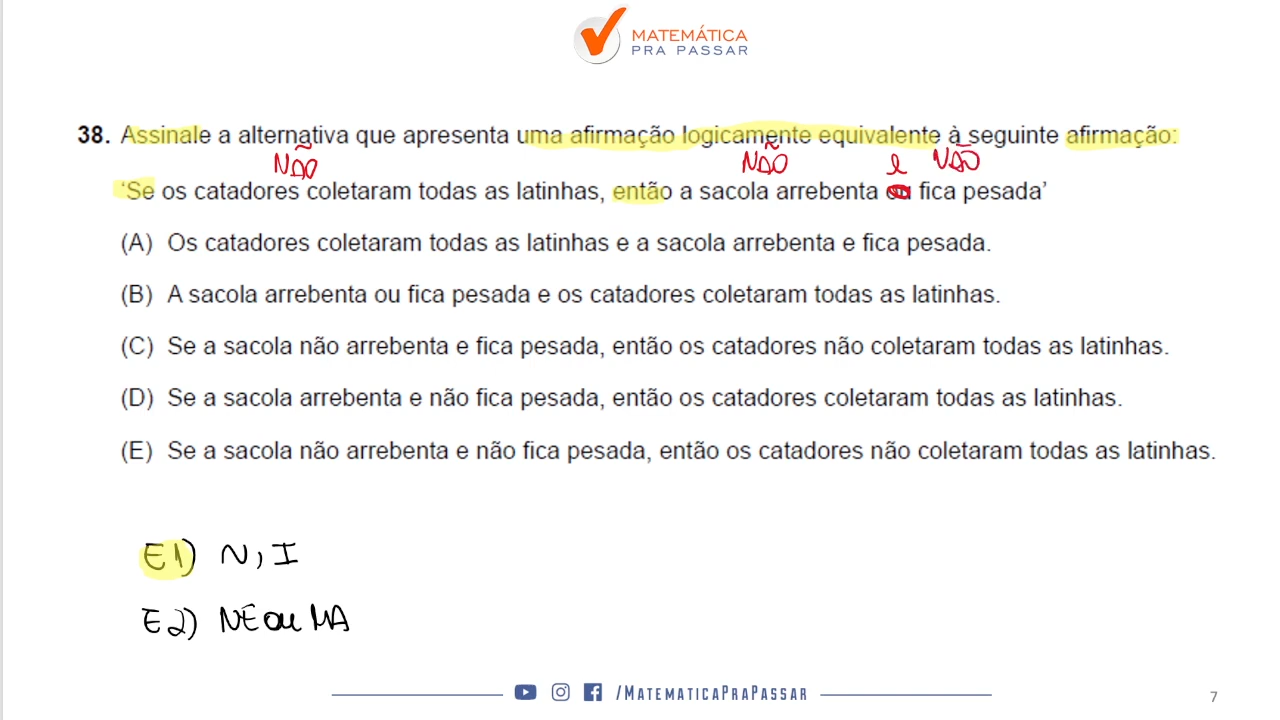 MATEMÁTICA
PRA PASSAR
38. Assinale a alternativa que apresenta uma afirmação logicamente equivalente à seguinte afirmação:
NÃO NÃO e NÃO
‘Se os catadores coletaram todas as latinhas, então a sacola arrebenta ou fica pesada’
(A) Os catadores coletaram todas as latinhas e a sacola arrebenta e fica pesada.
(B) A sacola arrebenta ou fica pesada e os catadores coletaram todas as latinhas.
(C) Se a sacola não arrebenta e fica pesada, então os catadores não coletaram todas as latinhas.
(D) Se a sacola arrebenta e não fica pesada, então os catadores coletaram todas as latinhas.
(E) Se a sacola não arrebenta e não fica pesada, então os catadores não coletaram todas as latinhas.
E1) N, I
E2) NE ou MA
/MATEMATICAPRAPASSAR
7